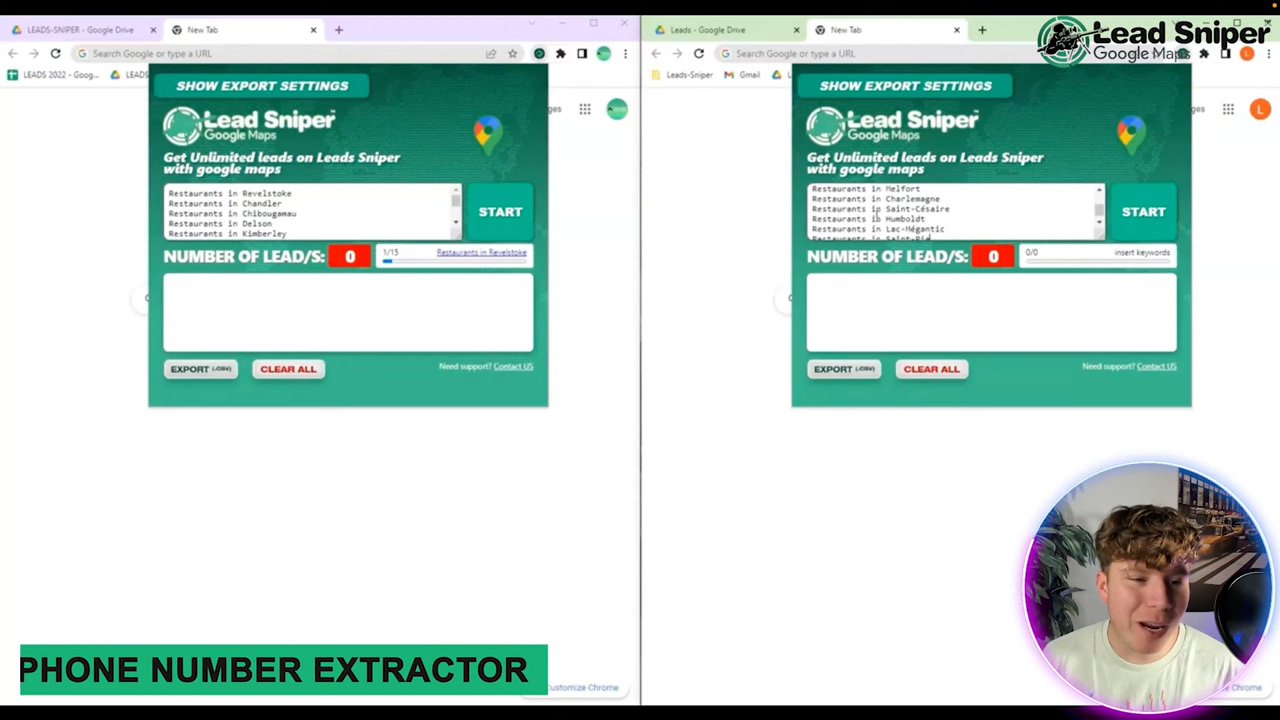 LEADS-SNIPER - Google Drive
New Tab
Search Google or type a URL
LEADS 2022 - Goog...
LEADS
SHOW EXPORT SETTINGS
Lead Sniper
Google Maps
Get Unlimited leads on Leads Sniper
with google maps
Restaurants in Revelstoke
Restaurants in Chandler
Restaurants in Chibougamau
Restaurants in Delson
Restaurants in Kimberley
START
NUMBER OF LEAD/S: 0
1/15
Restaurants in Revelstoke
EXPORT (.CSV)
CLEAR ALL
Need support? Contact US
PHONE NUMBER EXTRACTOR
Customize Chrome
Leads - Google Drive
New Tab
Search Google or type a URL
Leads-Sniper
Gmail
L
Lead Sniper
Google Maps
L
SHOW EXPORT SETTINGS
Lead Sniper
Google Maps
Get Unlimited leads on Leads Sniper
with google maps
Restaurants in Melfort
Restaurants in Charlemagne
Restaurants in Saint-Césaire
Restaurants in Humboldt
Restaurants in Lac-Mégantic
START
NUMBER OF LEAD/S: 0
0/0
insert keywords
EXPORT (.CSV)
CLEAR ALL
Need support? Contact US